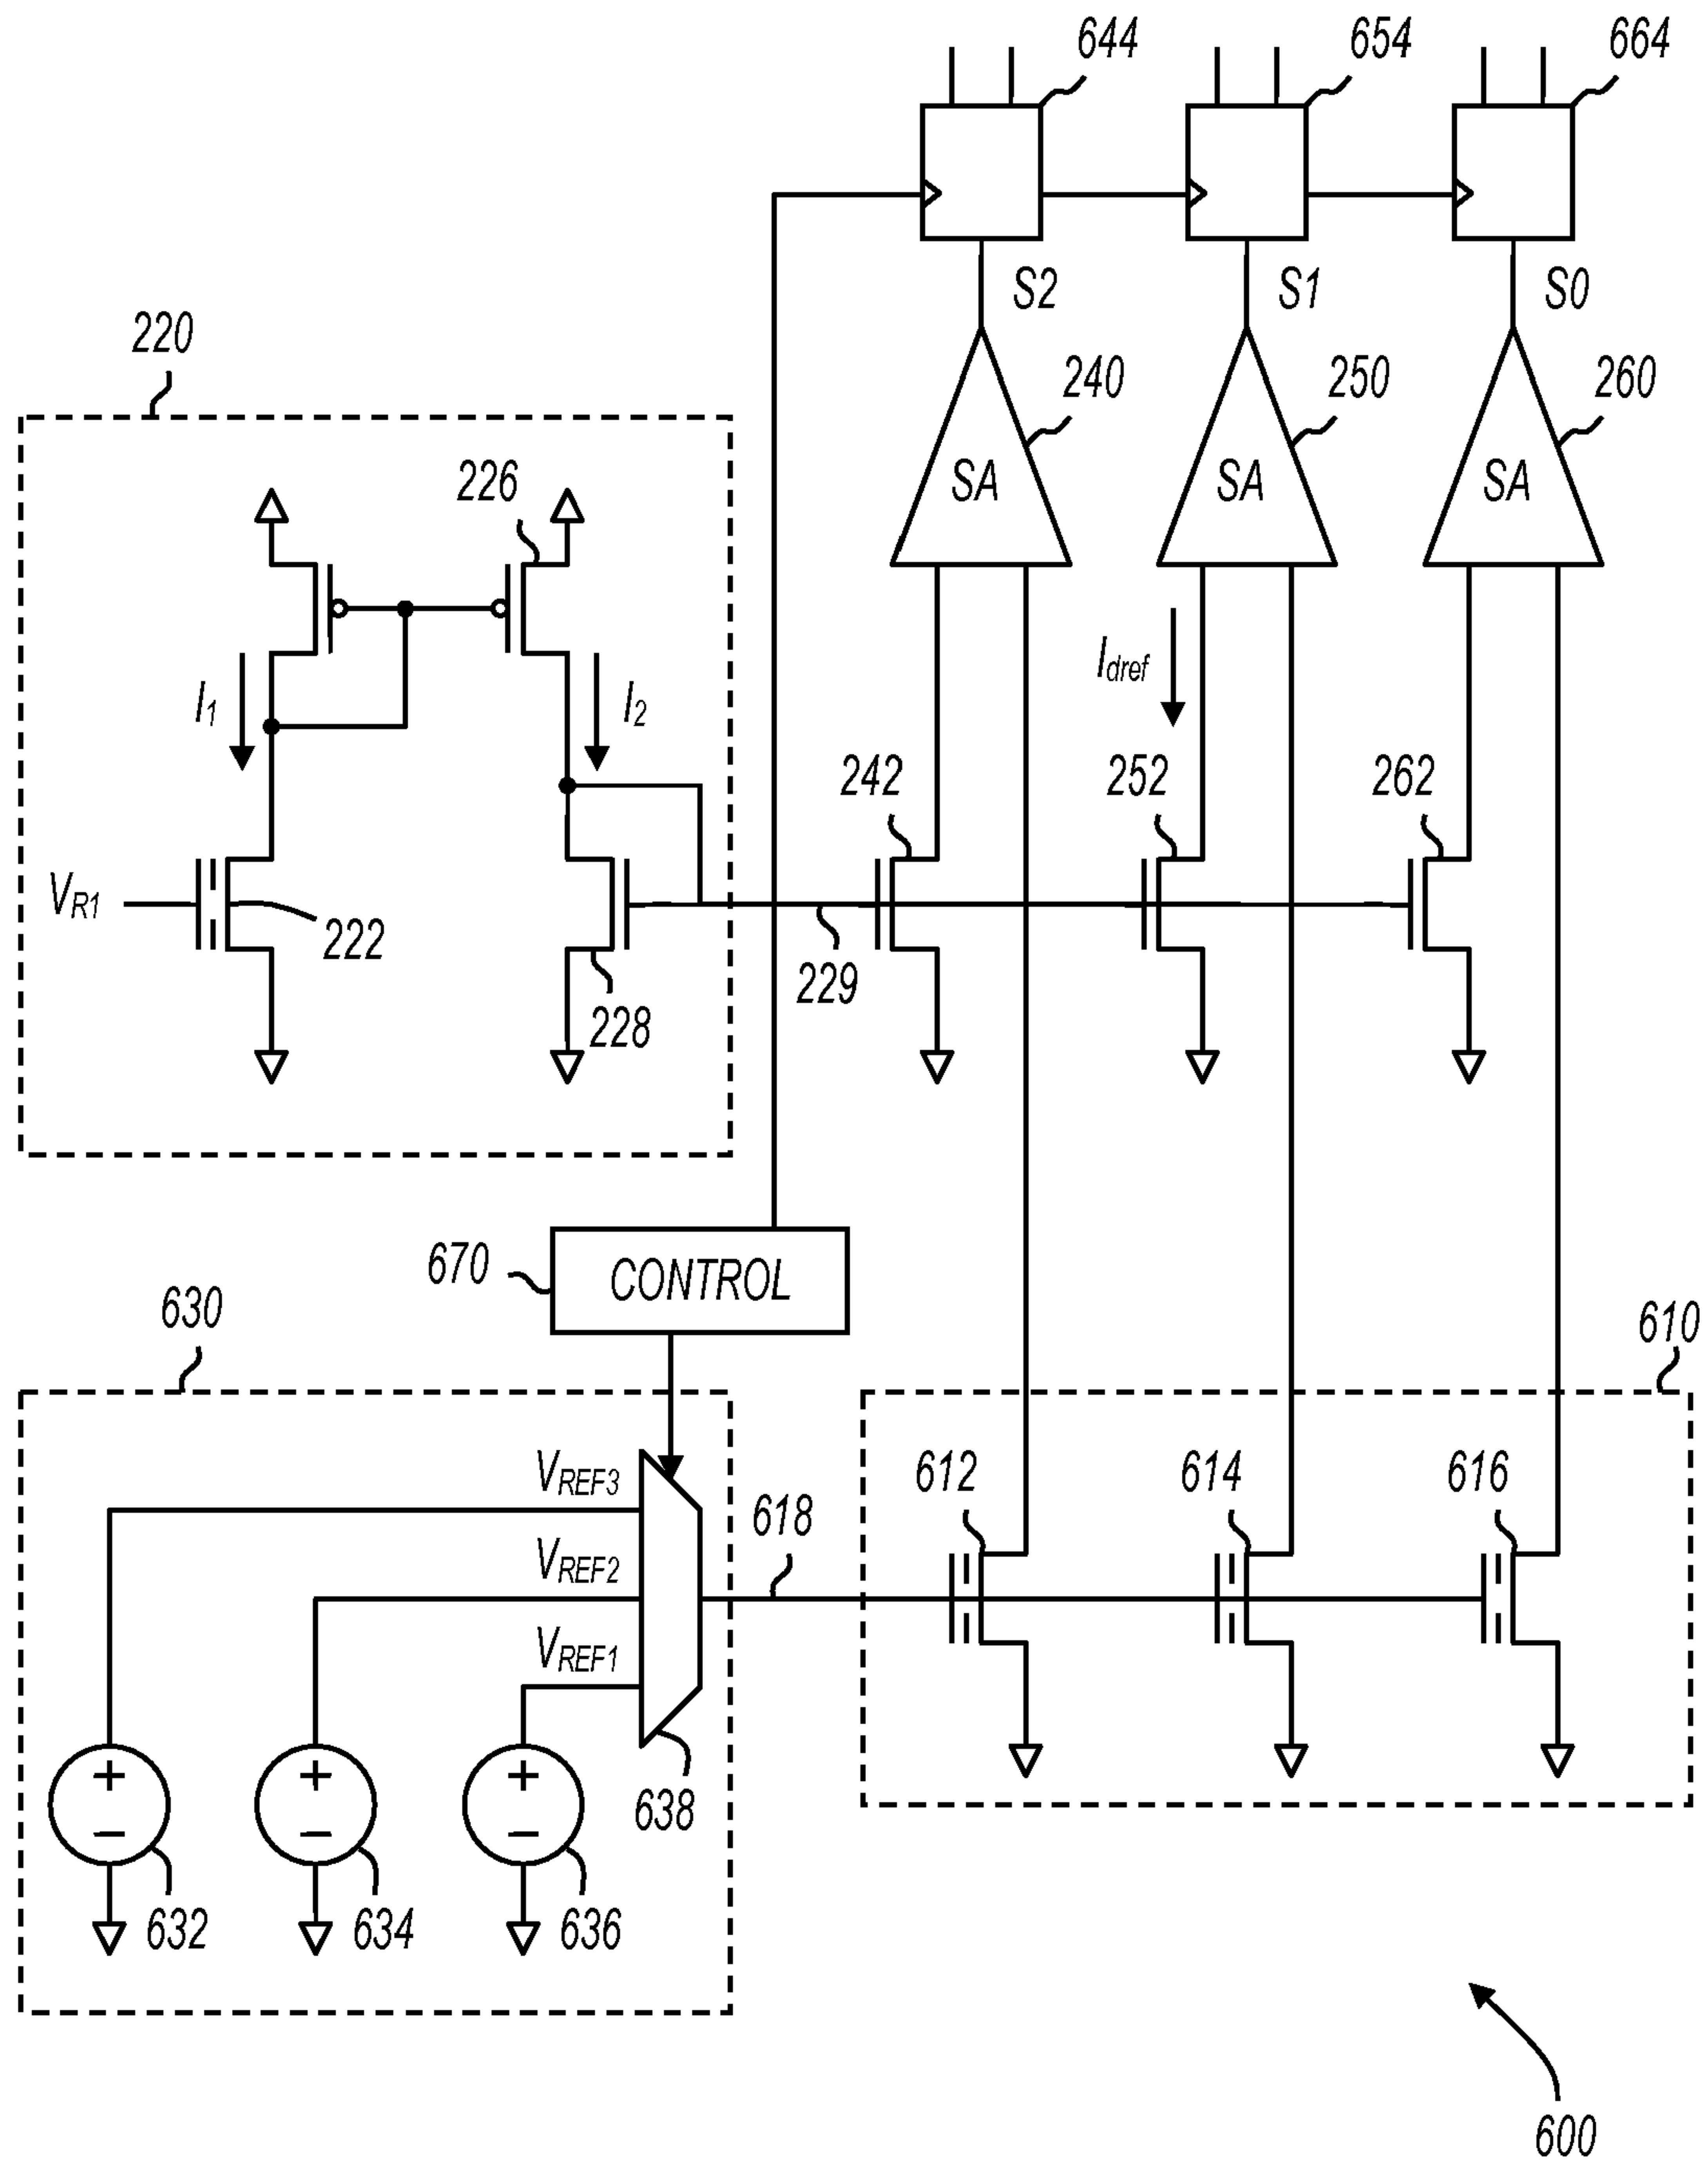 644
654
664
S2
S1
S0
220
240
250
260
226
SA
SA
SA
I1
I2
Idref
242
252
262
VR1
222
229
228
670
CONTROL
630
610
VREF3
612
614
616
618
VREF2
VREF1
638
632
634
636
600